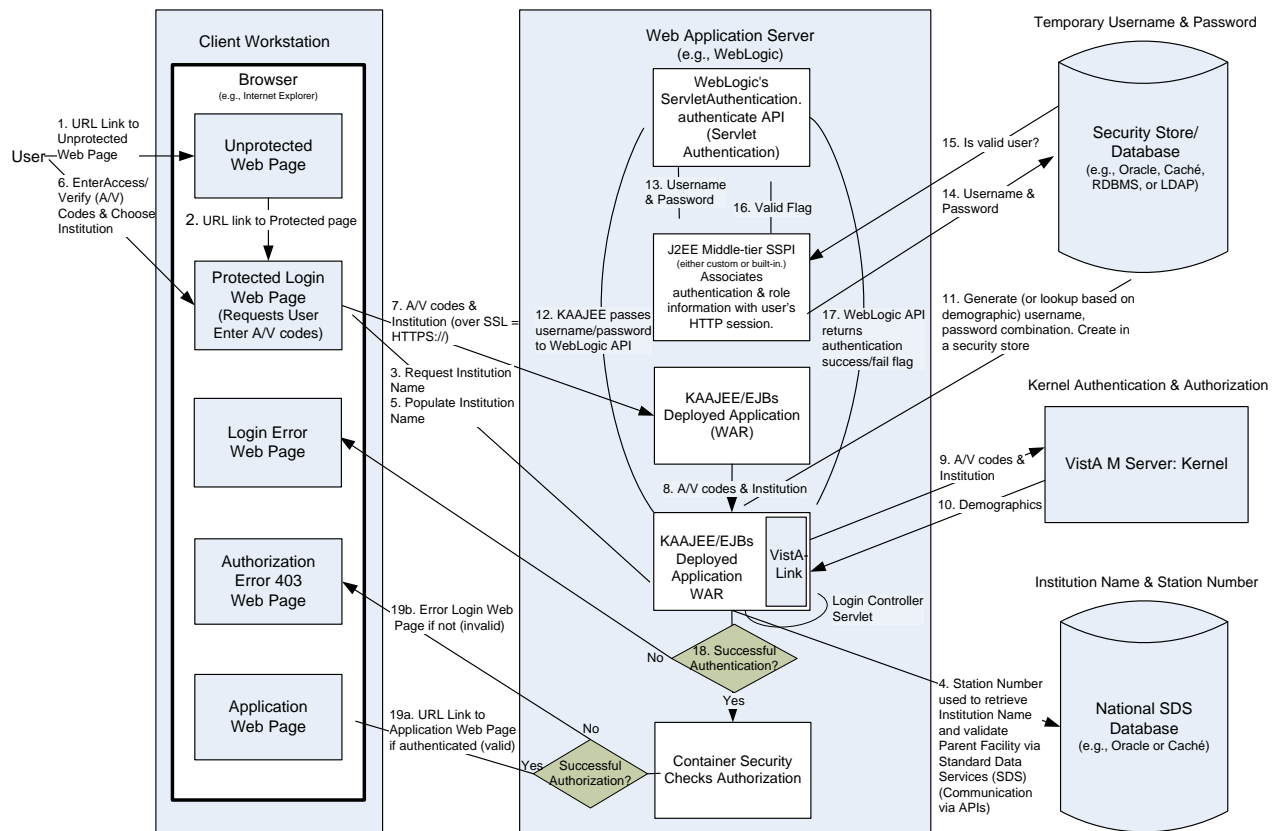 Client Workstation
Browser
(e.g., Internet Explorer)
User
1. URL Link to
Unprotected
Web Page
Unprotected
Web Page
6. EnterAccess/
Verify (A/V)
Codes & Choose
Institution
2. URL link to Protected page
Protected Login
Web Page
(Requests User
Enter A/V codes)
Login Error
Web Page
Authorization
Error 403
Web Page
Application
Web Page
7. A/V codes &
Institution (over SSL =
HTTPS://)
3. Request Institution
Name
5. Populate Institution
Name
19b. Error Login Web
Page if not (invalid)
19a. URL Link to
Application Web Page
if authenticated (valid)
Web Application Server
(e.g., WebLogic)
WebLogic's
ServletAuthentication.
authenticate API
(Servlet
Authentication)
13. Username
& Password
16. Valid Flag
J2EE Middle-tier SSPI
(either custom or built-in.)
Associates
authentication & role
information with user's
HTTP session.
12. KAAJEE passes
username/password
to WebLogic API
17. WebLogic API
returns
authentication
success/fail flag
KAAJEE/EJBs
Deployed Application
(WAR)
8. A/V codes & Institution
KAAJEE/EJBs
Deployed
Application
WAR
VistA-
Link
Login Controller
Servlet
No
18. Successful
Authentication?
Yes
Container Security
Checks Authorization
No
Yes
Successful
Authorization?
Temporary Username & Password
Security Store/
Database
(e.g., Oracle, Caché,
RDBMS, or LDAP)
15. Is valid user?
14. Username &
Password
11. Generate (or lookup based on
demographic) username,
password combination. Create in
a security store
Kernel Authentication & Authorization
VistA M Server: Kernel
9. A/V codes &
Institution
10. Demographics
Institution Name & Station Number
National SDS
Database
(e.g., Oracle or Caché)
4. Station Number
used to retrieve
Institution Name
and validate
Parent Facility via
Standard Data
Services (SDS)
(Communication
via APIs)